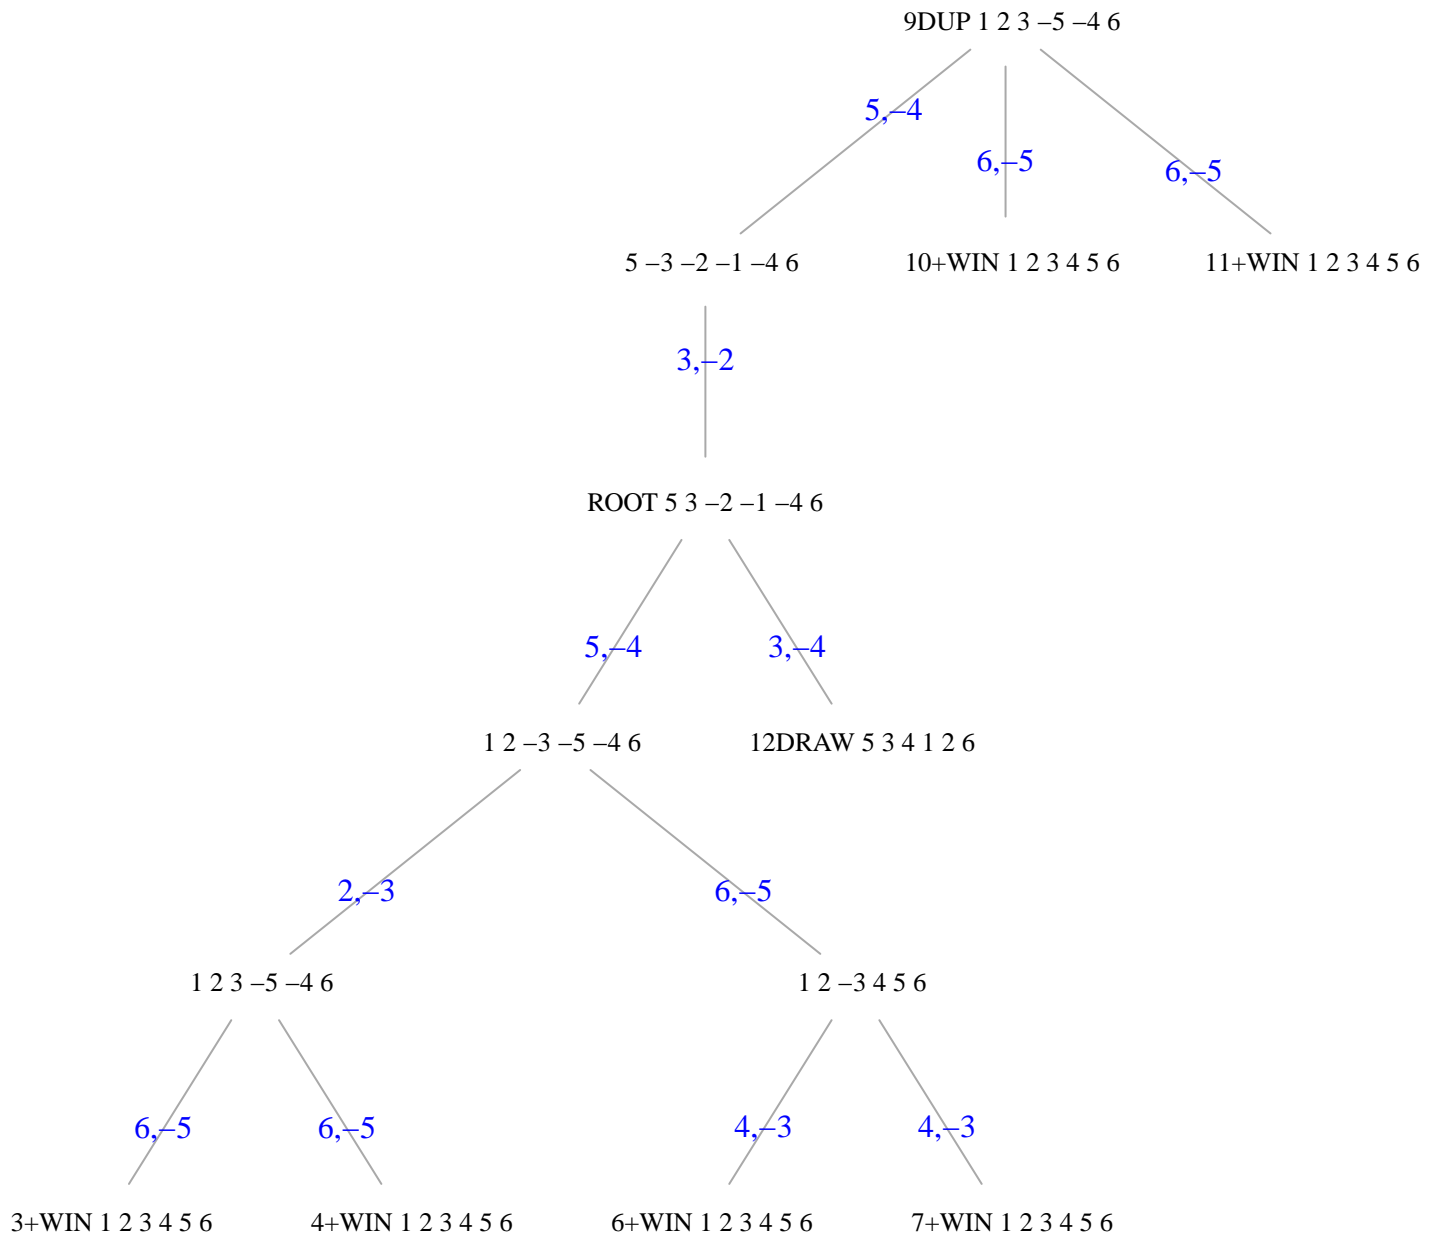 9DUP 1 2 3 –5 –4 6
5,–4
6,–5
6,–5
5 –3 –2 –1 –4 6
10+WIN 1 2 3 4 5 6
11+WIN 1 2 3 4 5 6
3,–2
ROOT 5 3 –2 –1 –4 6
5,–4
3,–4
1 2 –3 –5 –4 6
12DRAW 5 3 4 1 2 6
2,–3
6,–5
1 2 3 –5 –4 6
1 2 –3 4 5 6
6,–5
6,–5
4,–3
4,–3
3+WIN 1 2 3 4 5 6
4+WIN 1 2 3 4 5 6
6+WIN 1 2 3 4 5 6
7+WIN 1 2 3 4 5 6